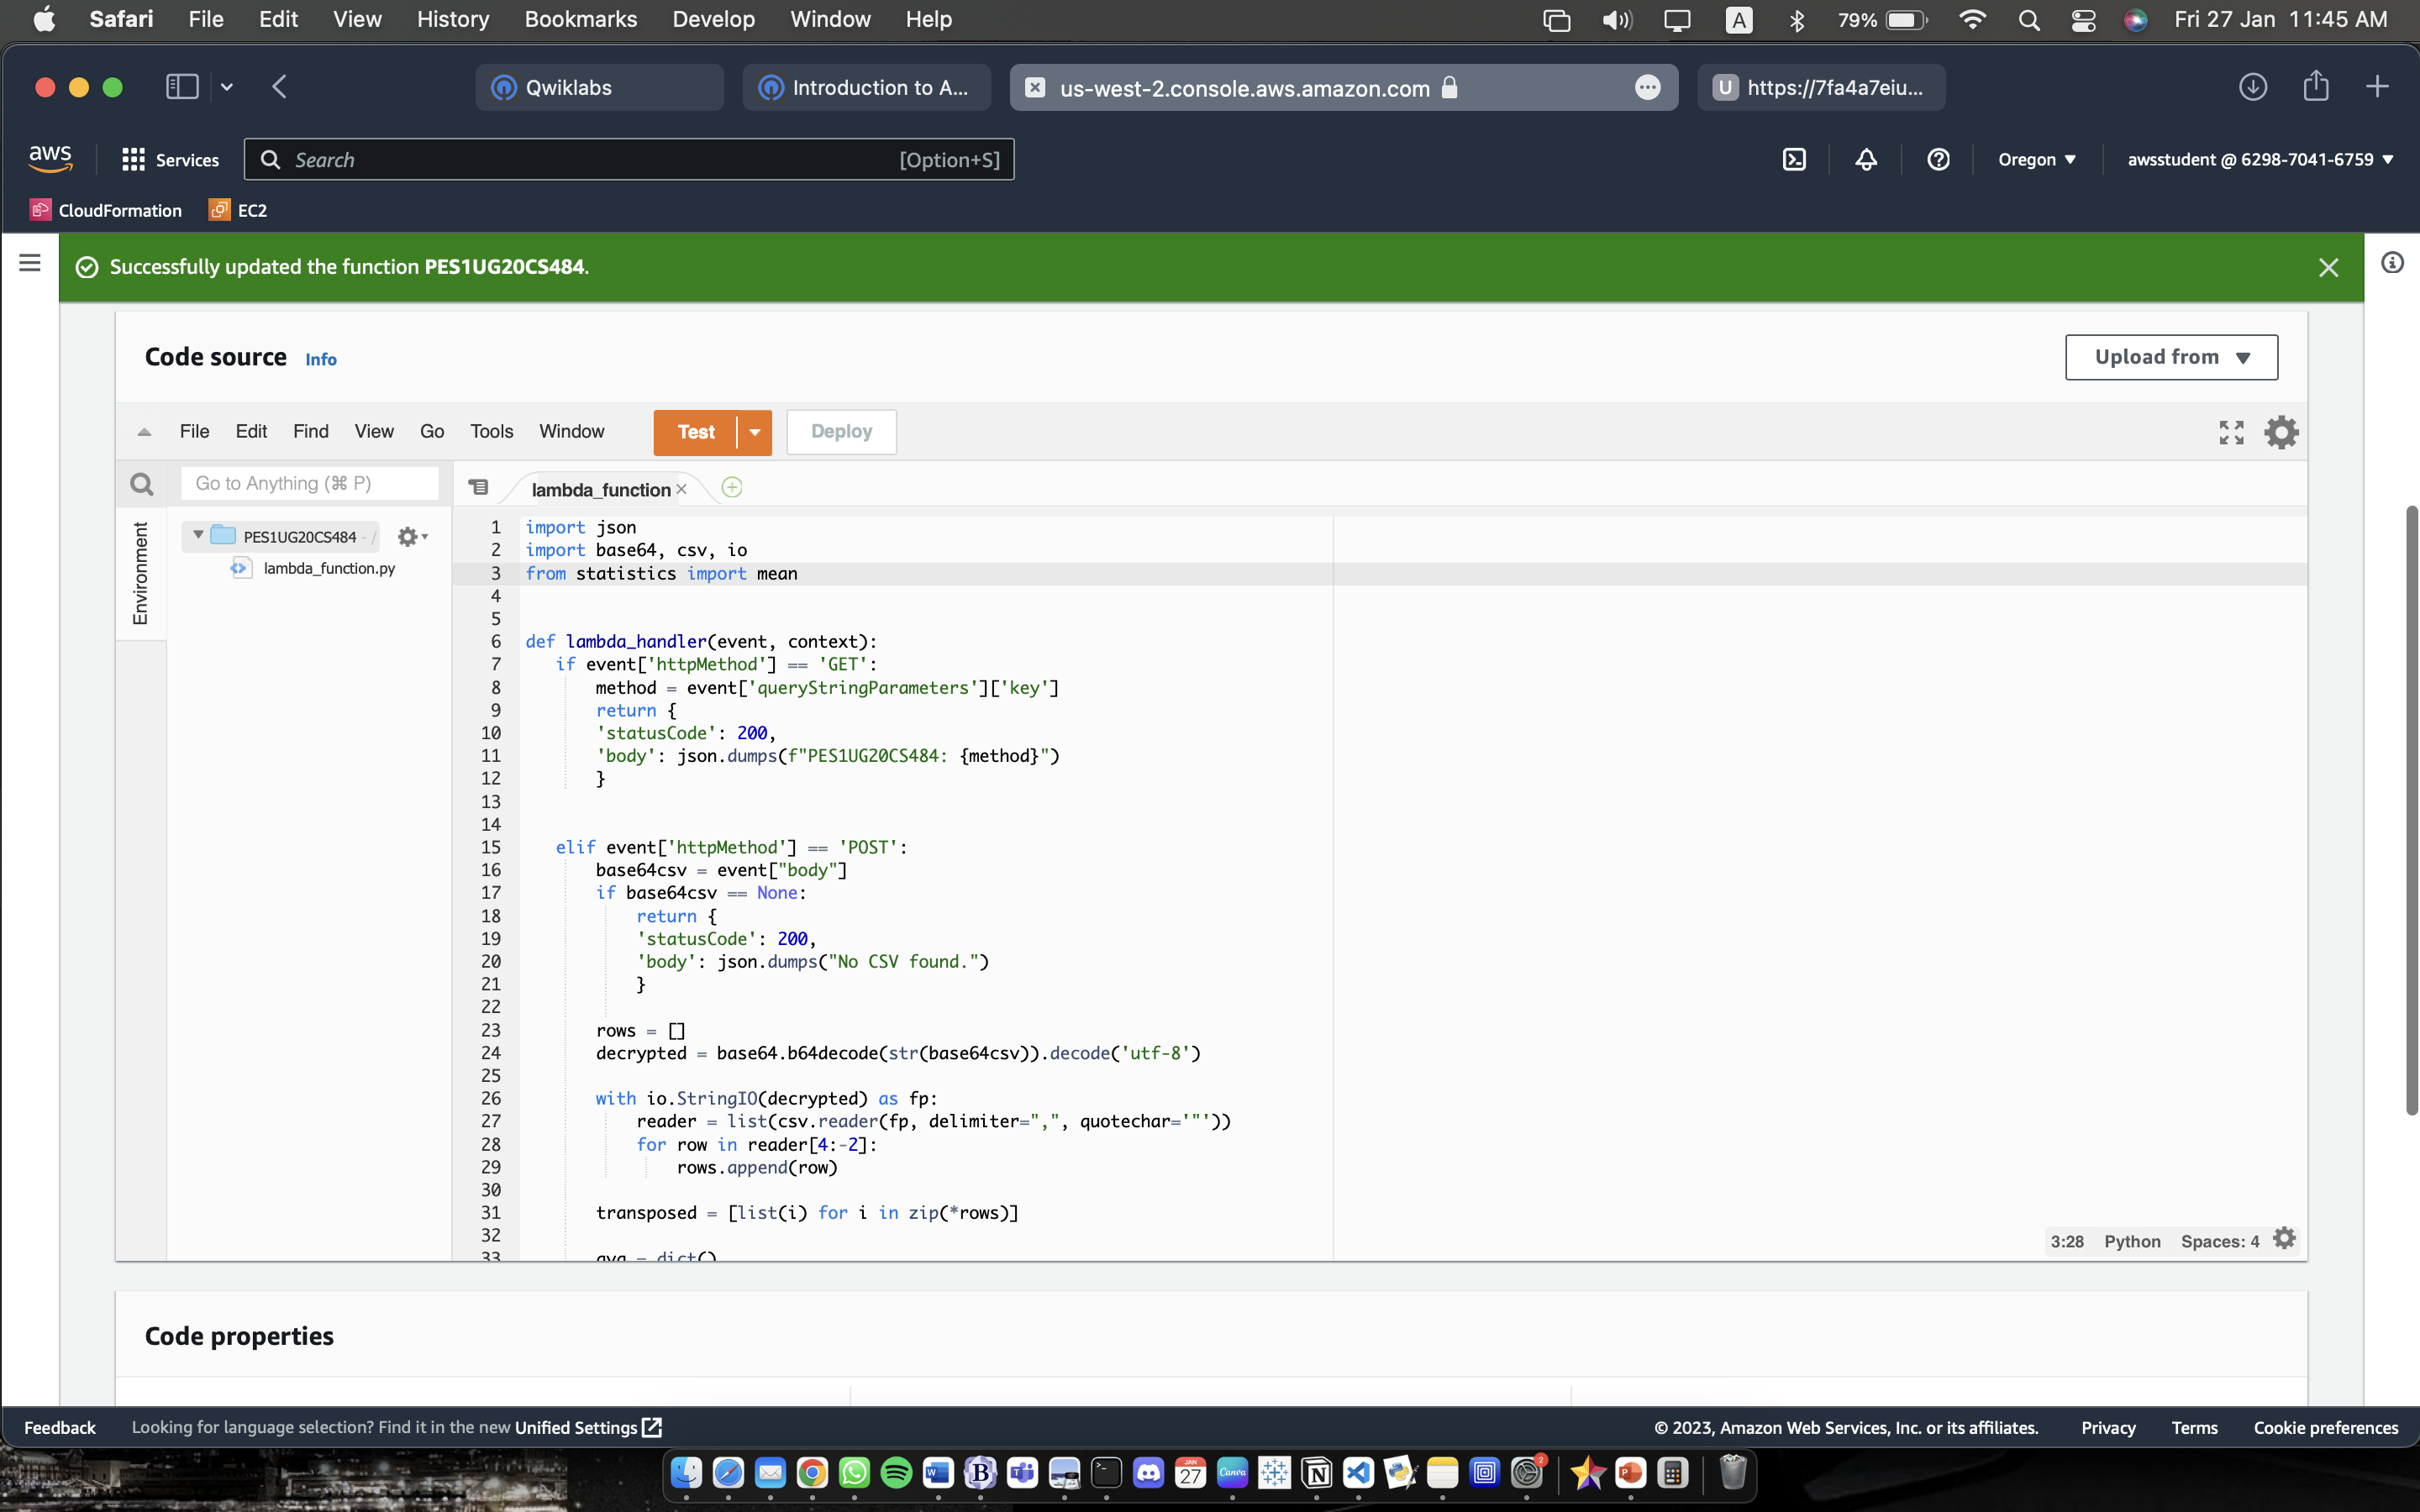 Safari File Edit View History Bookmarks Develop Window Help A 79% Fri 27 Jan 11:45 AM
Qwiklabs Introduction to A... us-west-2.console.aws.amazon.com U https://7fa4a7eiu...
aws Services Search [Option+S] Oregon awsstudent @ 6298-7041-6759
CloudFormation EC2
Successfully updated the function PES1UG20CS484.
Code source Info Upload from
File Edit Find View Go Tools Window Test Deploy
Go to Anything (⌘ P) lambda_function
Environment
PES1UG20CS484 - /
lambda_function.py
1 import json
2 import base64, csv, io
3 from statistics import mean
4
5
6 def lambda_handler(event, context):
7 if event['httpMethod'] == 'GET':
8 method = event['queryStringParameters']['key']
9 return {
10 'statusCode': 200,
11 'body': json.dumps(f"PES1UG20CS484: {method}")
12 }
13
14
15 elif event['httpMethod'] == 'POST':
16 base64csv = event["body"]
17 if base64csv == None:
18 return {
19 'statusCode': 200,
20 'body': json.dumps("No CSV found.")
21 }
22
23 rows = []
24 decrypted = base64.b64decode(str(base64csv)).decode('utf-8')
25
26 with io.StringIO(decrypted) as fp:
27 reader = list(csv.reader(fp, delimiter=",", quotechar='"'))
28 for row in reader[4:-2]:
29 rows.append(row)
30
31 transposed = [list(i) for i in zip(*rows)]
32
33 avg = dict()
3:28 Python Spaces: 4
Code properties
Feedback Looking for language selection? Find it in the new Unified Settings © 2023, Amazon Web Services, Inc. or its affiliates. Privacy Terms Cookie preferences
W B JAN 27 Canva N P 2